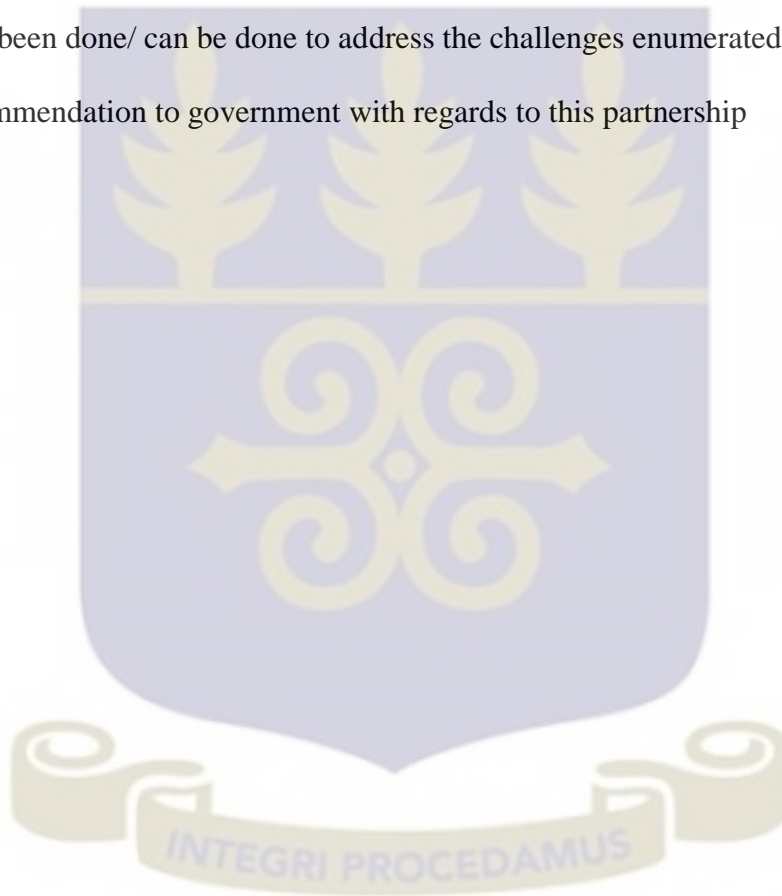 been done/ can be done to address the challenges enumerated
mmendation to government with regards to this partnership
INTEGRI PROCEDAMUS